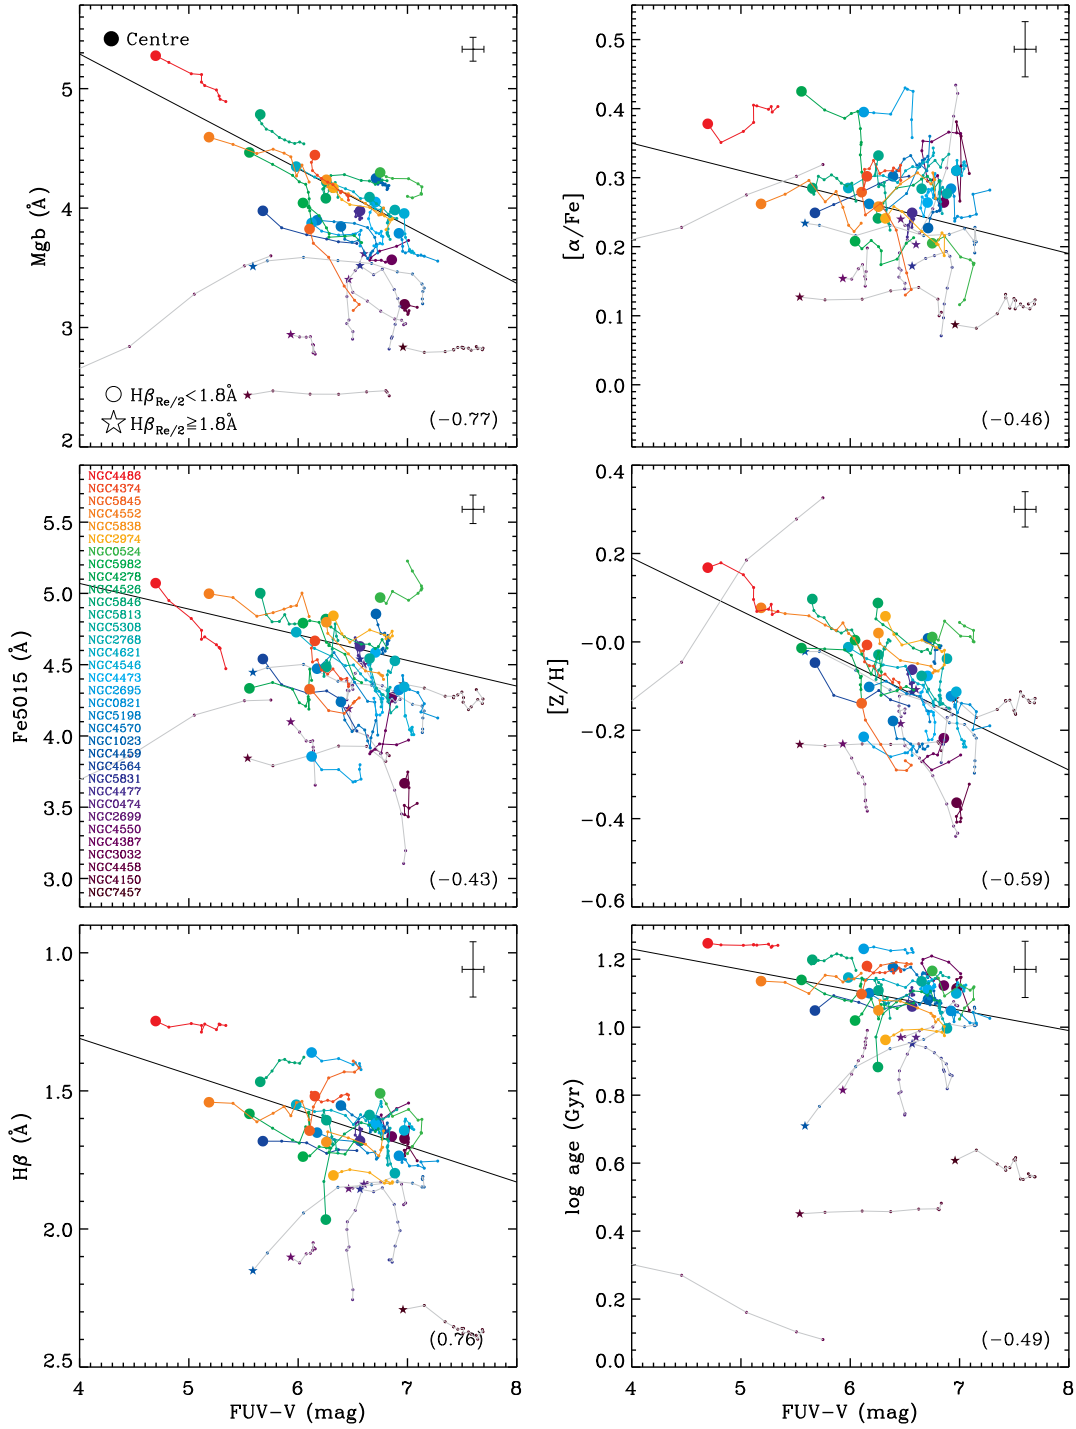 Centre
5
4
3
2
Mgb (Å)
Hβ Re/2 <1.8Å
Hβ Re/2 ≧1.8Å
(−0.77)
0.5
0.4
0.3
0.2
0.1
0.0
[α/Fe]
(−0.46)
NGC4486
NGC4374
NGC5845
NGC4552
NGC5838
NGC2974
NGC0524
NGC5982
NGC4278
NGC4526
NGC5846
NGC5813
NGC5308
NGC2768
NGC4621
NGC4546
NGC4473
NGC2695
NGC0821
NGC5198
NGC4570
NGC1023
NGC4459
NGC4564
NGC5831
NGC4477
NGC0474
NGC2699
NGC4550
NGC4387
NGC3032
NGC4458
NGC4150
NGC7457
5.5
5.0
4.5
4.0
3.5
3.0
Fe5015 (Å)
(−0.43)
0.4
0.2
−0.0
−0.2
−0.4
−0.6
[Z/H]
(−0.59)
1.0
1.5
2.0
2.5
Hβ (Å)
(0.76)
4 5 6 7 8
FUV−V (mag)
1.2
1.0
0.8
0.6
0.4
0.2
0.0
log age (Gyr)
(−0.49)
4 5 6 7 8
FUV−V (mag)